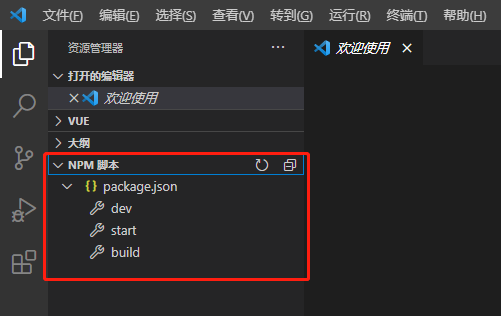 文件(F) 编辑(E) 选择(S) 查看(V) 转到(G) 运行(R) 终端(T) 帮助(H)
资源管理器 ···
欢迎使用 ×
打开的编辑器
× 欢迎使用
VUE
大纲
NPM 脚本
{} package.json
dev
start
build